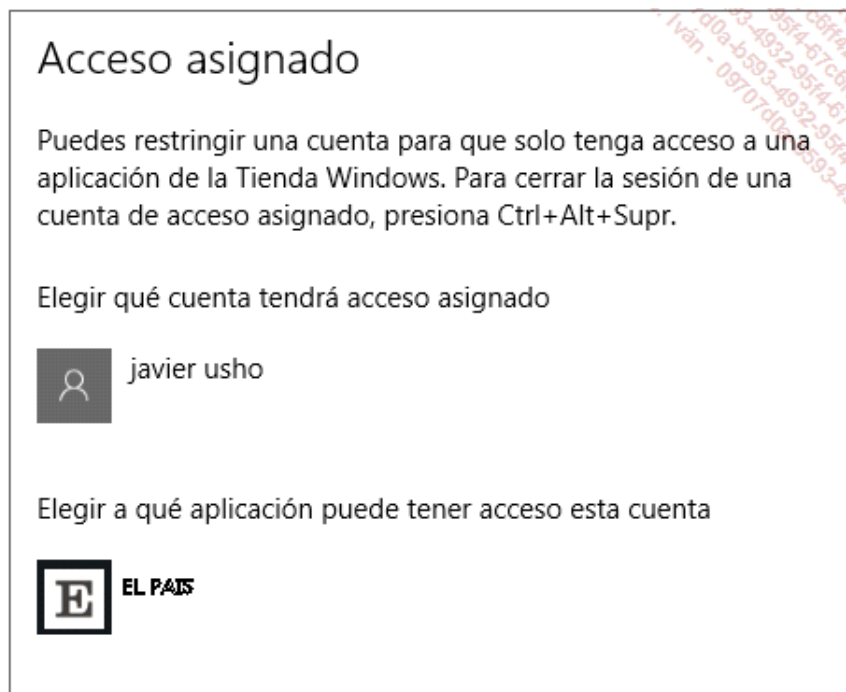 Acceso asignado
Puedes restringir una cuenta para que solo tenga acceso a una
aplicación de la Tienda Windows. Para cerrar la sesión de una
cuenta de acceso asignado, presiona Ctrl+Alt+Supr.
Elegir qué cuenta tendrá acceso asignado
javier usho
Elegir a qué aplicación puede tener acceso esta cuenta
E
EL PAIS